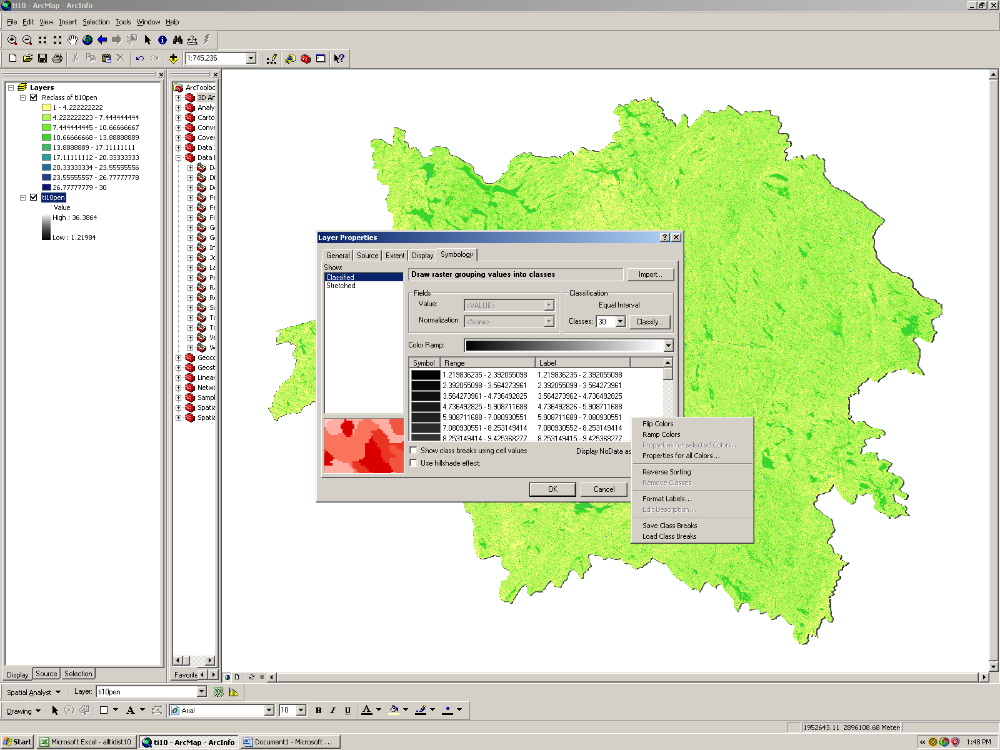 ti10 - ArcMap - ArcInfo
File Edit View Insert Selection Tools Window Help
1:745,236
Layers
Reclass of ti10pen
1 - 4.222222222
4.222222223 - 7.444444444
7.444444445 - 10.66666667
10.66666668 - 13.88888889
13.8888889 - 17.11111111
17.11111112 - 20.33333333
20.33333334 - 23.55555556
23.55555557 - 26.77777778
26.77777779 - 30
ti10pen
Value
High : 36.3864
Low : 1.21984
Display Source Selection
ArcToolbo
3D Ar
Analy
Carto
Conve
Cover
Data :
Data I
D
Di
De
Fe
Fe
Fi
Ge
Ge
In
Jo
La
Pr
R
Re
Su
Ta
To
Ve
W
Geoco
Geost
Linear
Netwo
Sampl
Spatia
Spatia
Favorite
Layer Properties
General Source Extent Display Symbology
Show:
Classified
Stretched
Draw raster grouping values into classes
Import...
Fields
Value: <VALUE>
Normalization: <None>
Classification
Equal Interval
Classes: 30 Classify...
Color Ramp:
Symbol Range Label
1.219836235 - 2.392055098 1.219836235 - 2.392055098
2.392055098 - 3.564273961 2.392055099 - 3.564273961
3.564273961 - 4.736492825 3.564273962 - 4.736492825
4.736492825 - 5.908711688 4.736492826 - 5.908711688
5.908711688 - 7.080930551 5.908711689 - 7.080930551
7.080930551 - 8.253149414 7.080930552 - 8.253149414
8.253149414 - 9.425368277 8.253149415 - 9.425368277
Show class breaks using cell values Display NoData as
Use hillshade effect:
OK Cancel
Flip Colors
Ramp Colors
Properties for selected Colors...
Properties for all Colors...
Reverse Sorting
Remove Classes
Format Labels...
Edit Description...
Save Class Breaks
Load Class Breaks
Spatial Analyst Layer: ti10pen
Drawing A Arial 10 B I U A
1952643.11 2896108.68 Meters
Start Microsoft Excel - alltidist10 ti10 - ArcMap - ArcInfo Document1 - Microsoft ... 1:48 PM